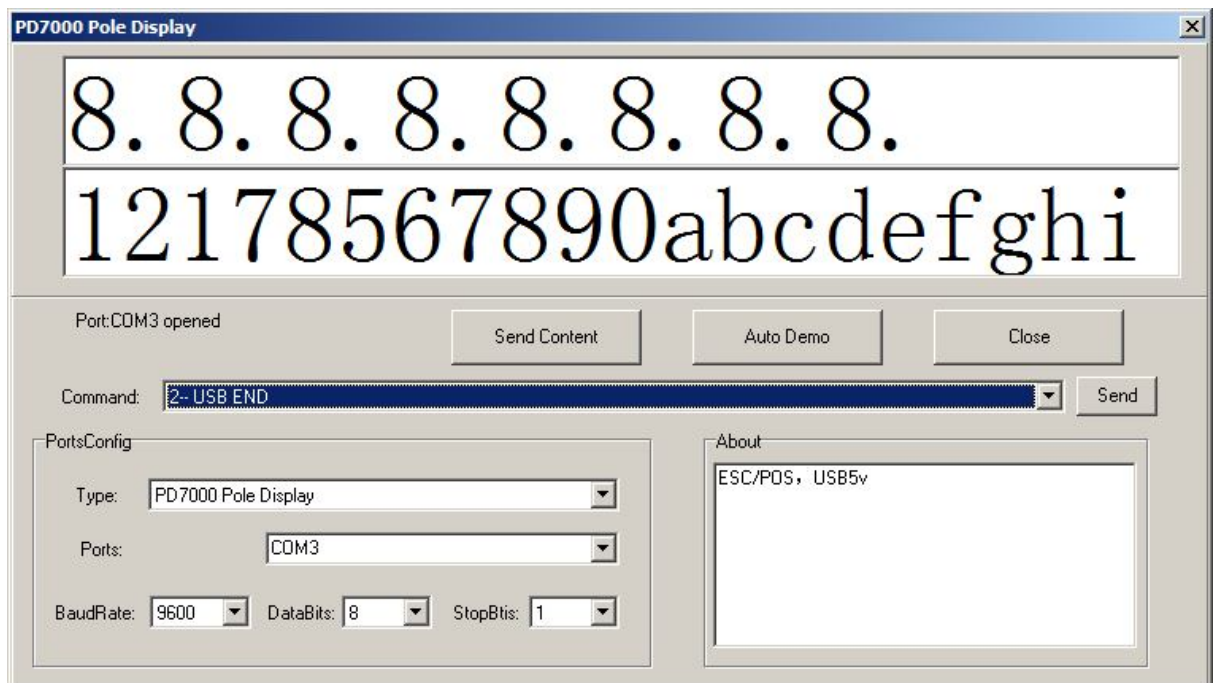 PD7000 Pole Display
8.8.8.8.8.8.8.8.
12178567890abcdefghi
Port:COM3 opened
Send Content
Auto Demo
Close
Command:
2-- USB END
Send
PortsConfig
Type:
PD7000 Pole Display
Ports:
COM3
BaudRate:
9600
DataBits:
8
StopBtis:
1
About
ESC/POS，USB5v